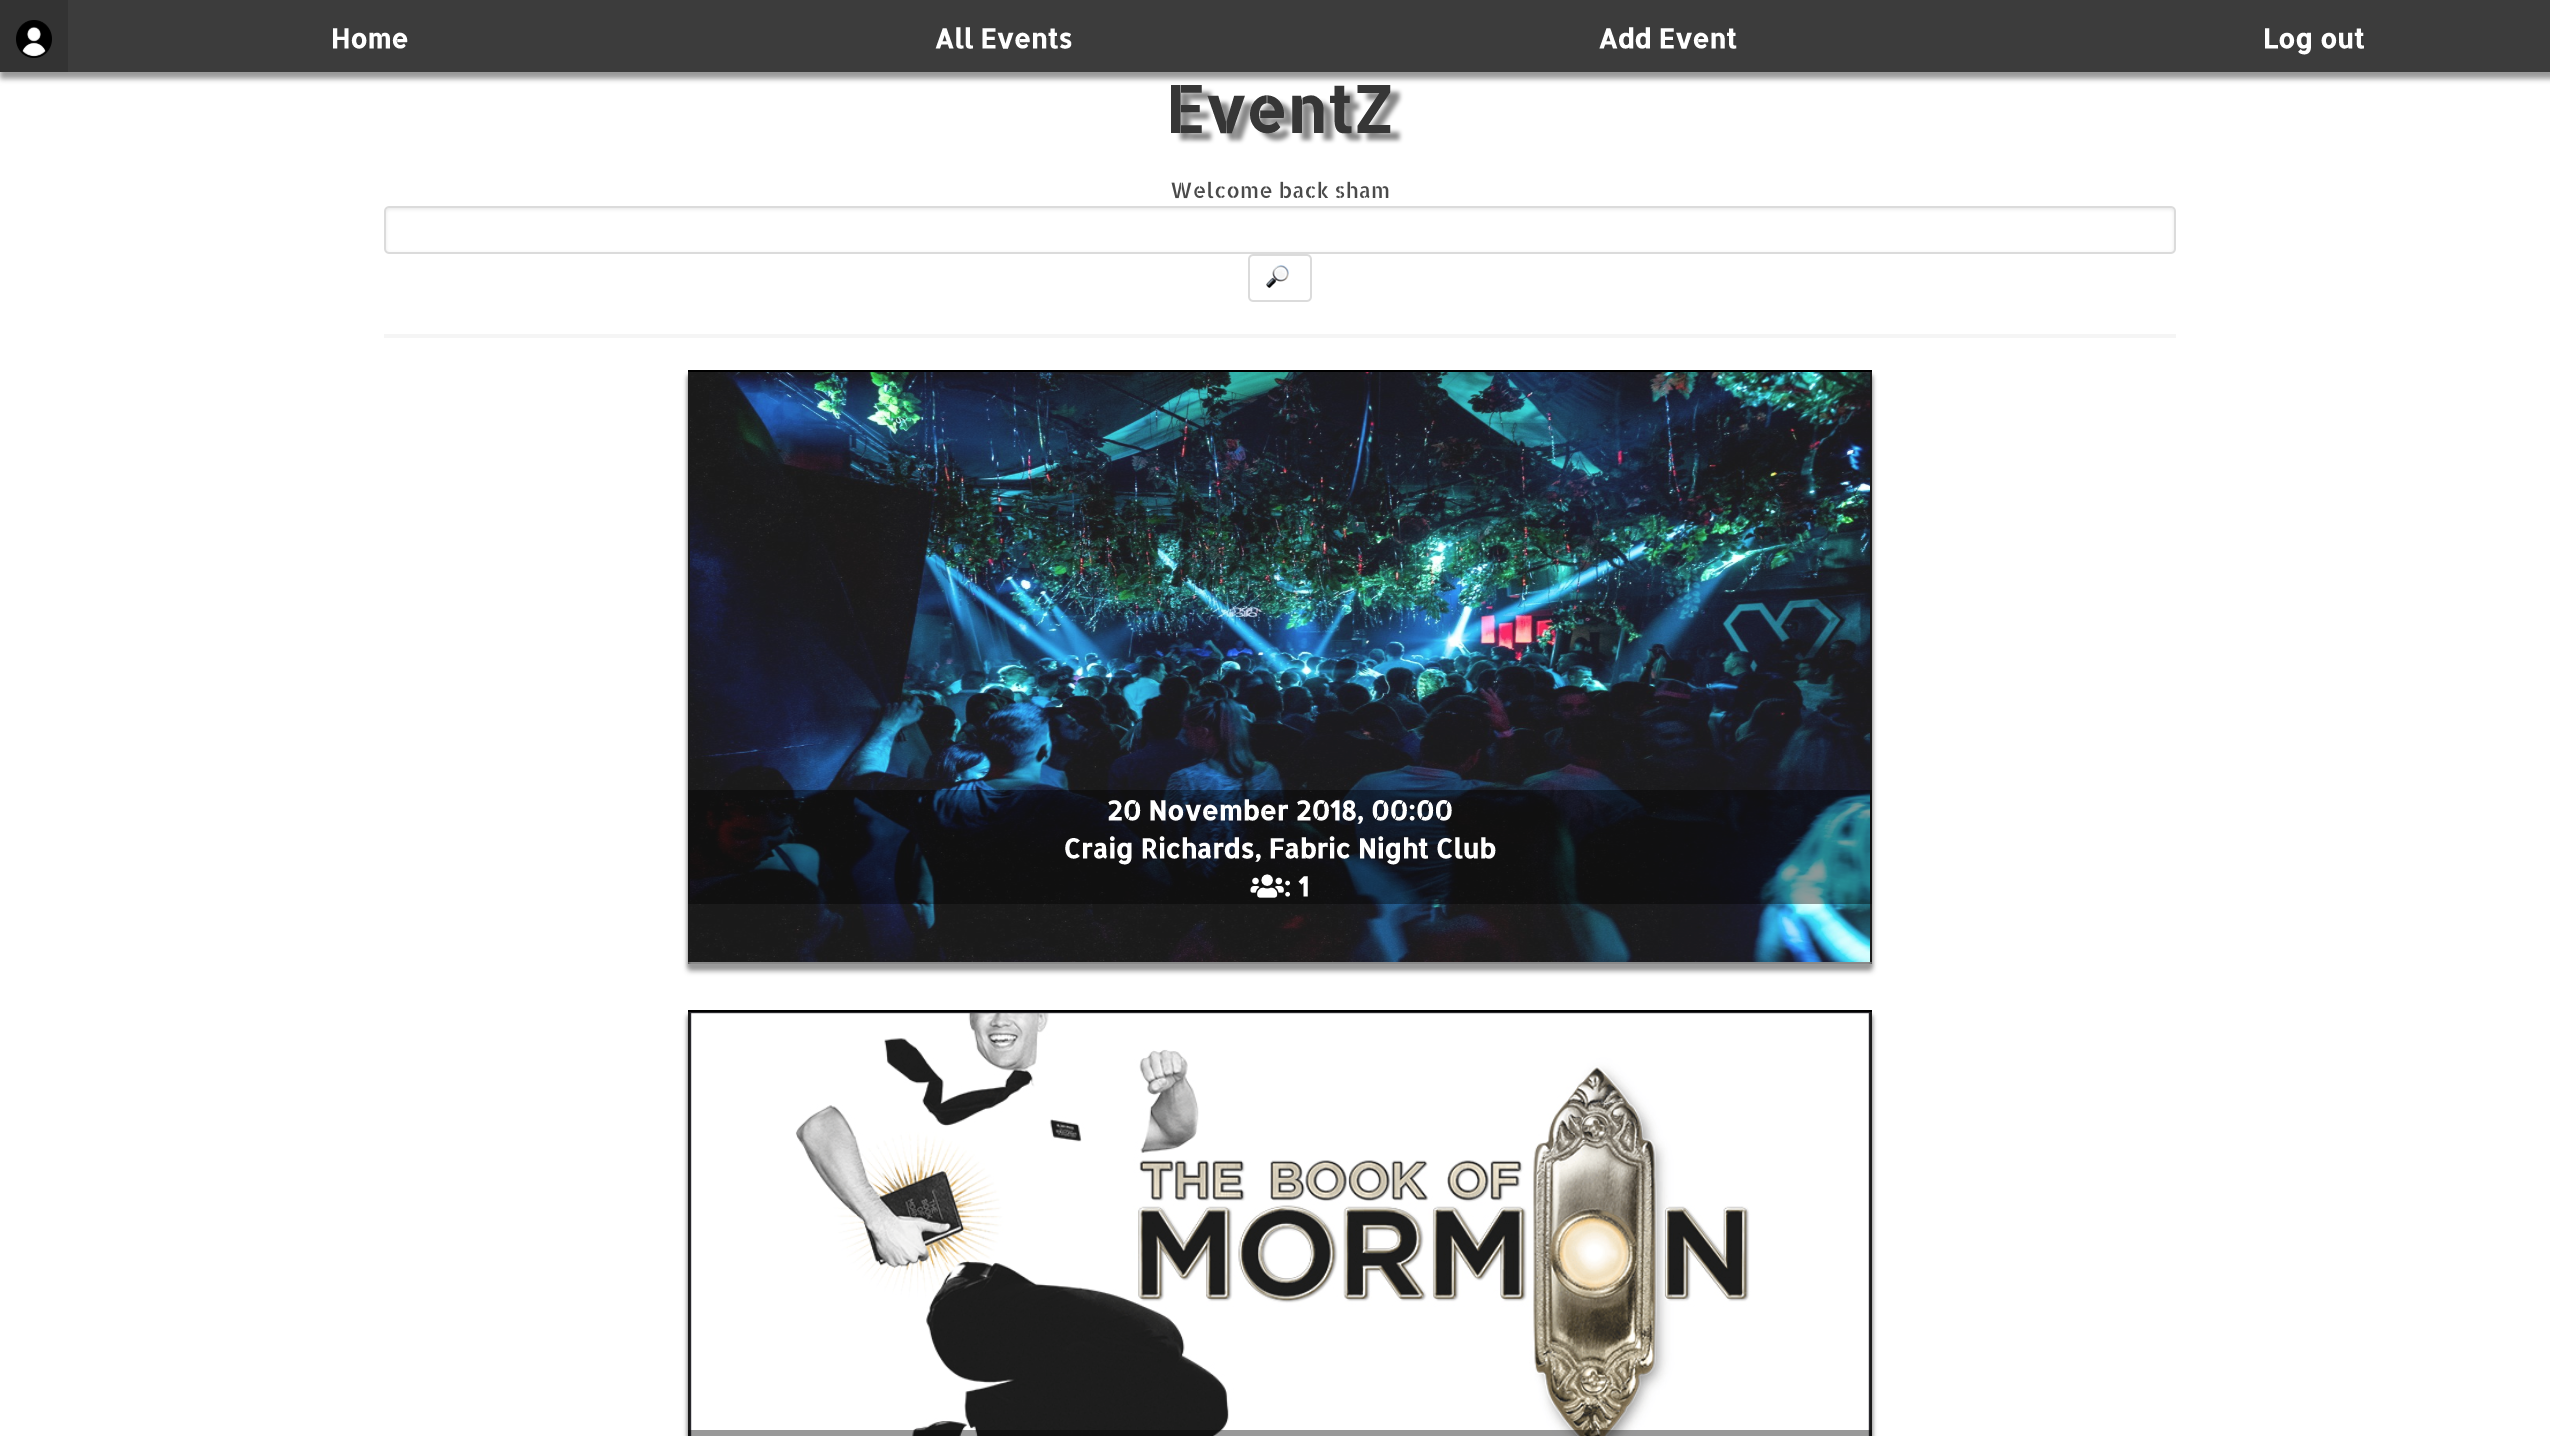 Home
All Events
Add Event
Log out
EventZ
Welcome back sham
20 November 2018, 00:00
Craig Richards, Fabric Night Club
: 1
THE BOOK OF
MORMON